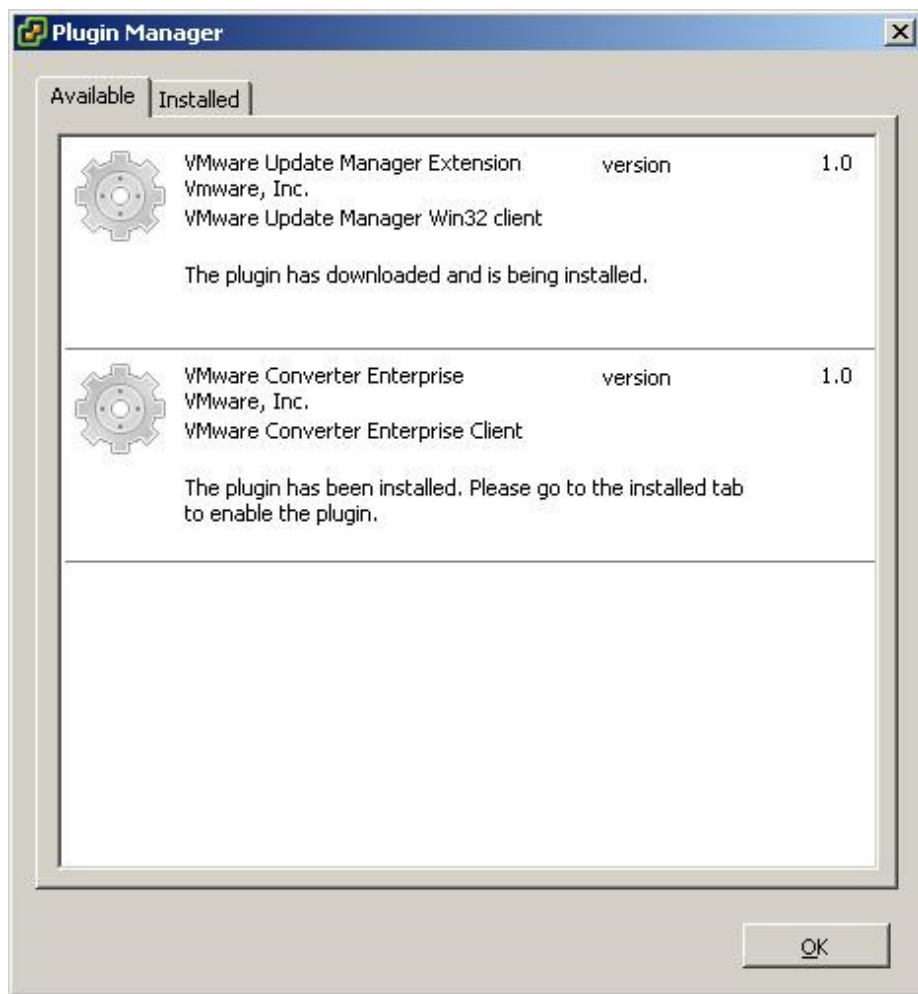 Plugin Manager
Available
Installed
VMware Update Manager Extension version 1.0
Vmware, Inc.
VMware Update Manager Win32 client
The plugin has downloaded and is being installed.
VMware Converter Enterprise version 1.0
VMware, Inc.
VMware Converter Enterprise Client
The plugin has been installed. Please go to the installed tab
to enable the plugin.
OK